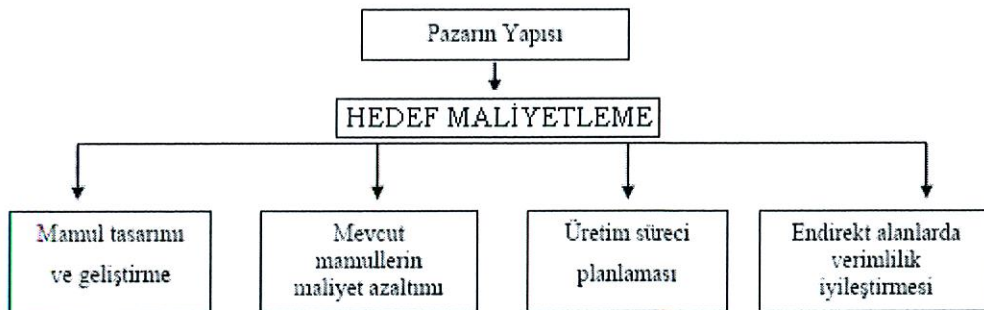 Pazarın Yapısı
HEDEF MALİYETLEME
Mamul tasarımı
ve geliştirme
Mevcut
mamullerin
maliyet azaltımı
Üretim süreci
planlaması
Endirekt alanlarda
verimlilik
iyileştirmesi